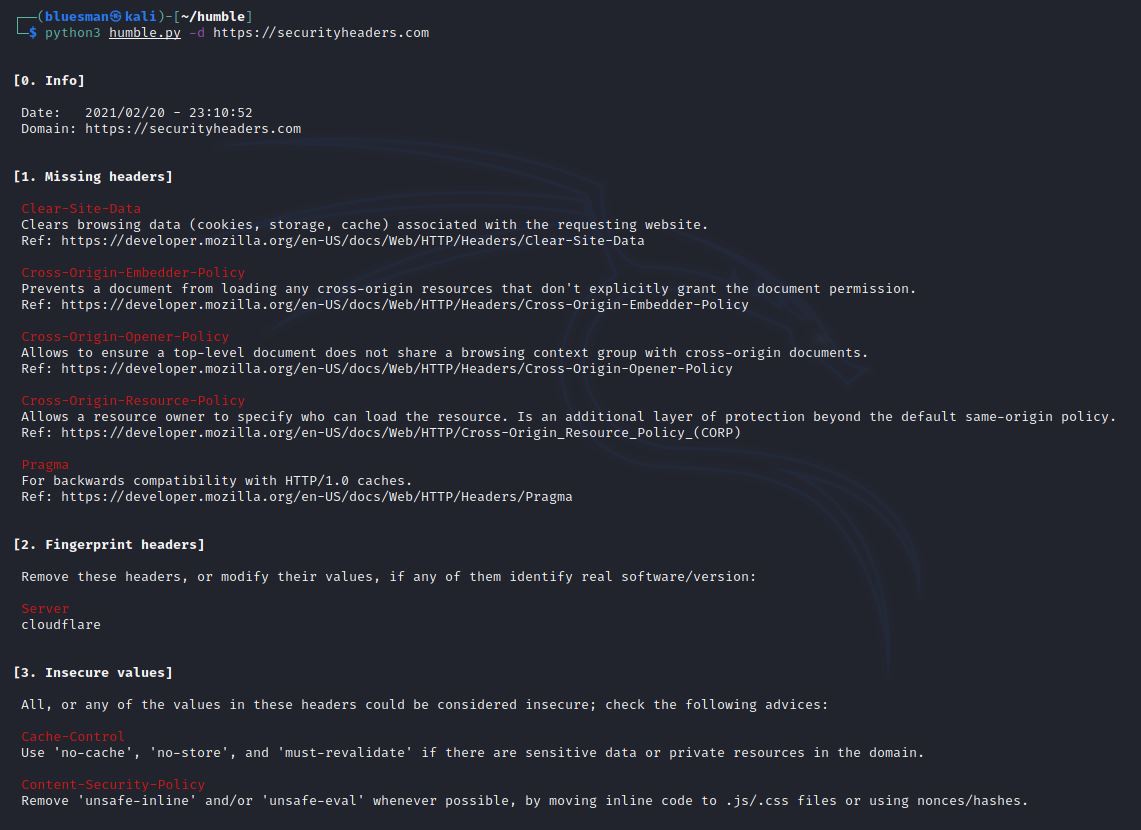 ┌──(bluesman㉿kali)-[~/humble]
└─$ python3 humble.py -d https://securityheaders.com
[0. Info]
Date:   2021/02/20 - 23:10:52
Domain: https://securityheaders.com
[1. Missing headers]
Clear-Site-Data
Clears browsing data (cookies, storage, cache) associated with the requesting website.
Ref: https://developer.mozilla.org/en-US/docs/Web/HTTP/Headers/Clear-Site-Data
Cross-Origin-Embedder-Policy
Prevents a document from loading any cross-origin resources that don't explicitly grant the document permission.
Ref: https://developer.mozilla.org/en-US/docs/Web/HTTP/Headers/Cross-Origin-Embedder-Policy
Cross-Origin-Opener-Policy
Allows to ensure a top-level document does not share a browsing context group with cross-origin documents.
Ref: https://developer.mozilla.org/en-US/docs/Web/HTTP/Headers/Cross-Origin-Opener-Policy
Cross-Origin-Resource-Policy
Allows a resource owner to specify who can load the resource. Is an additional layer of protection beyond the default same-origin policy.
Ref: https://developer.mozilla.org/en-US/docs/Web/HTTP/Cross-Origin_Resource_Policy_(CORP)
Pragma
For backwards compatibility with HTTP/1.0 caches.
Ref: https://developer.mozilla.org/en-US/docs/Web/HTTP/Headers/Pragma
[2. Fingerprint headers]
Remove these headers, or modify their values, if any of them identify real software/version:
Server
cloudflare
[3. Insecure values]
All, or any of the values in these headers could be considered insecure; check the following advices:
Cache-Control
Use 'no-cache', 'no-store', and 'must-revalidate' if there are sensitive data or private resources in the domain.
Content-Security-Policy
Remove 'unsafe-inline' and/or 'unsafe-eval' whenever possible, by moving inline code to .js/.css files or using nonces/hashes.